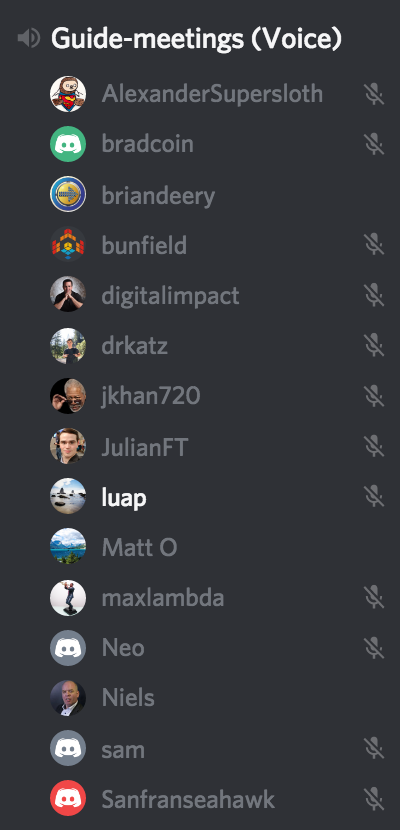 Guide-meetings (Voice)
AlexanderSupersloth
bradcoin
briandeery
bunfield
digitalimpact
drkatz
jkhan720
JulianFT
luap
Matt O
maxlambda
Neo
Niels
sam
Sanfranseahawk